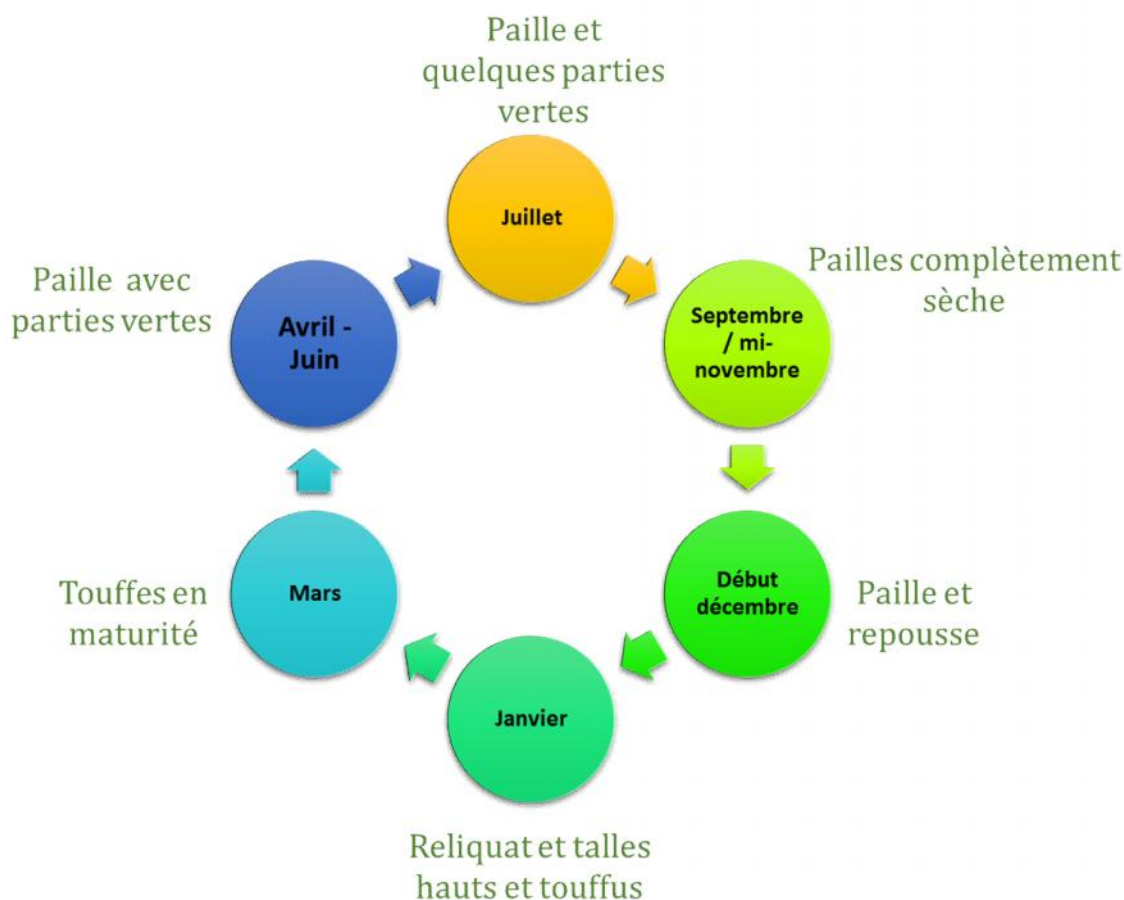 Paille et
quelques parties
vertes
Juillet
Pailles complètement
sèche
Septembre
/ mi-
novembre
Paille avec
parties vertes
Avril -
Juin
Début
décembre
Paille et
repousse
Touffes en
maturité
Mars
Janvier
Reliquat et talles
hauts et touffus